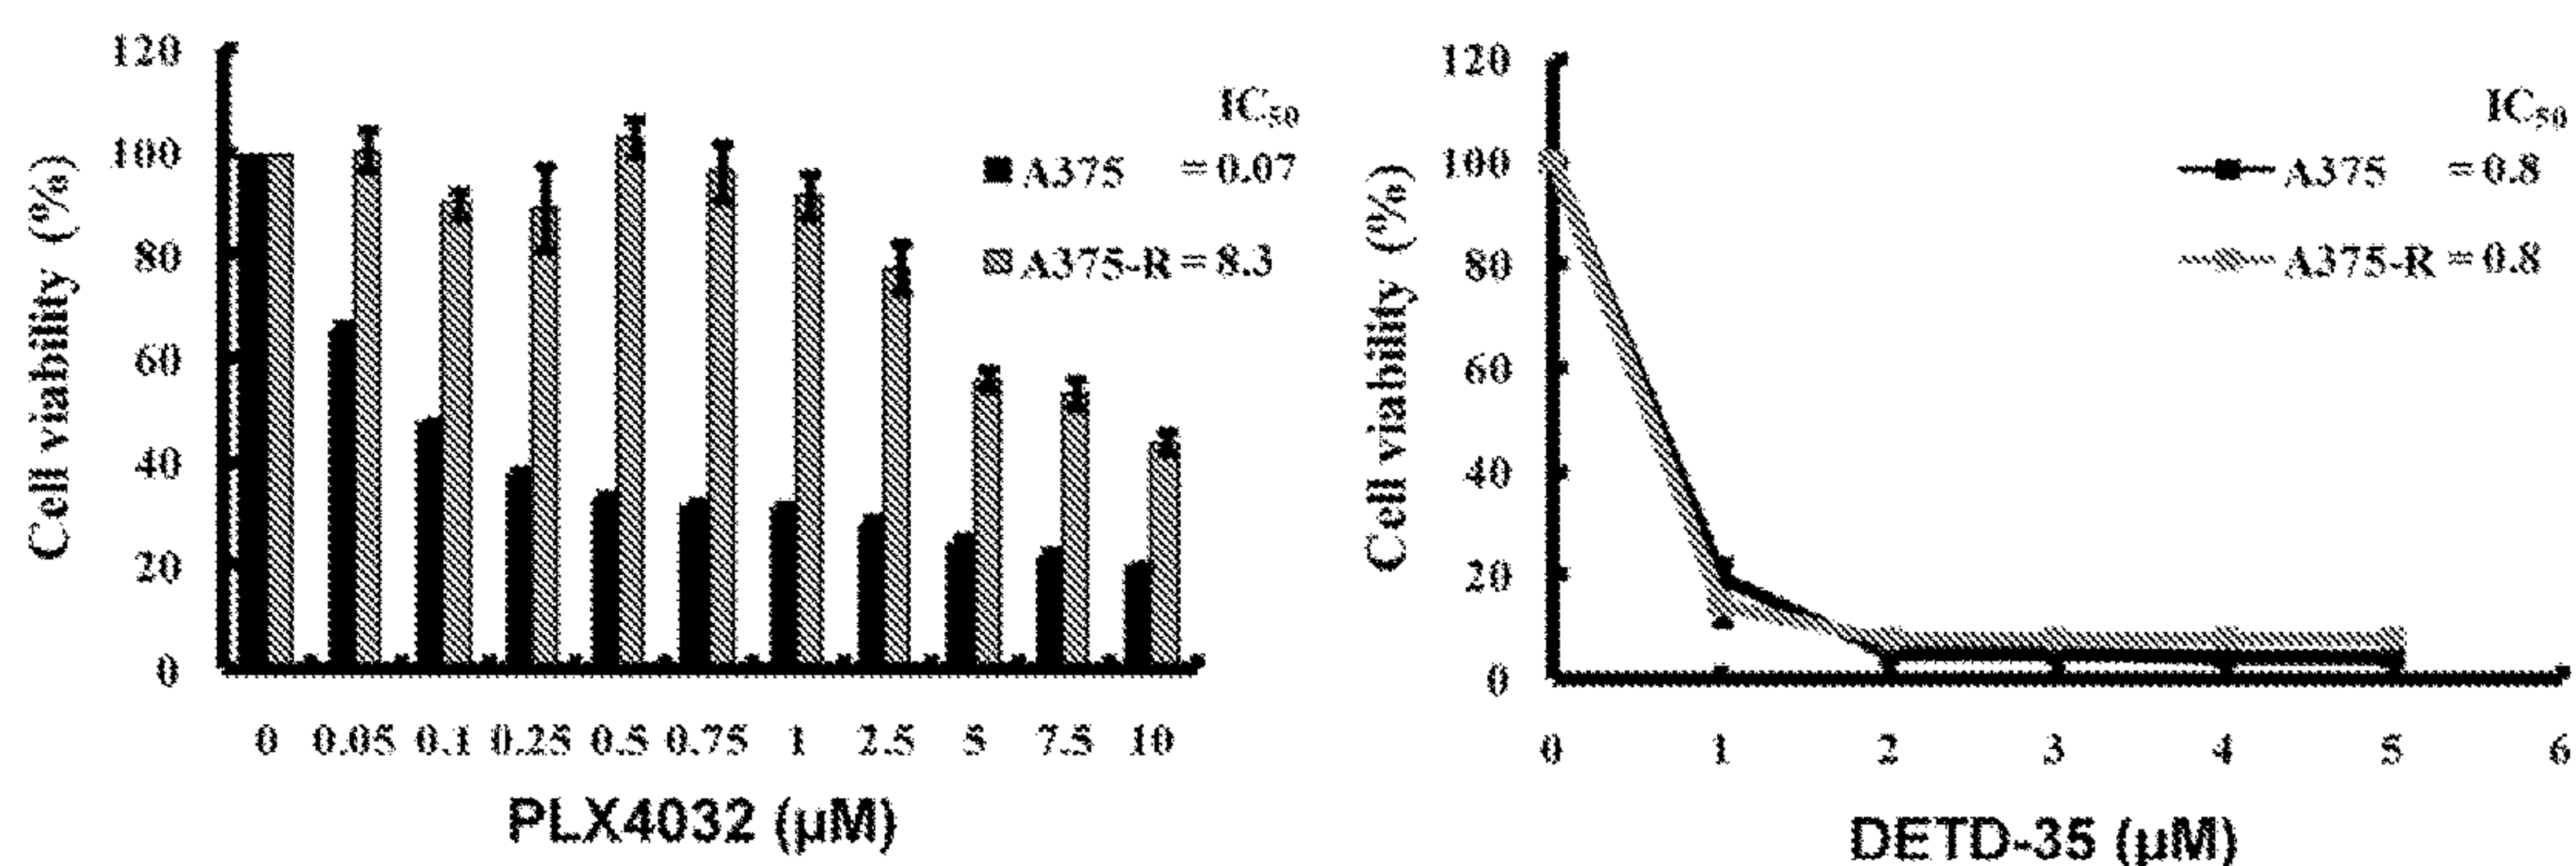 120
100
80
60
40
20
0
Cell viability (%)
IC50
A375 = 0.07
A375-R = 8.3
0 0.05 0.1 0.25 0.5 0.75 1 2.5 5 7.5 10
PLX4032 (μM)
120
100
80
60
40
20
0
Cell viability (%)
IC50
A375 = 0.8
A375-R = 0.8
0 1 2 3 4 5 6
DETD-35 (μM)